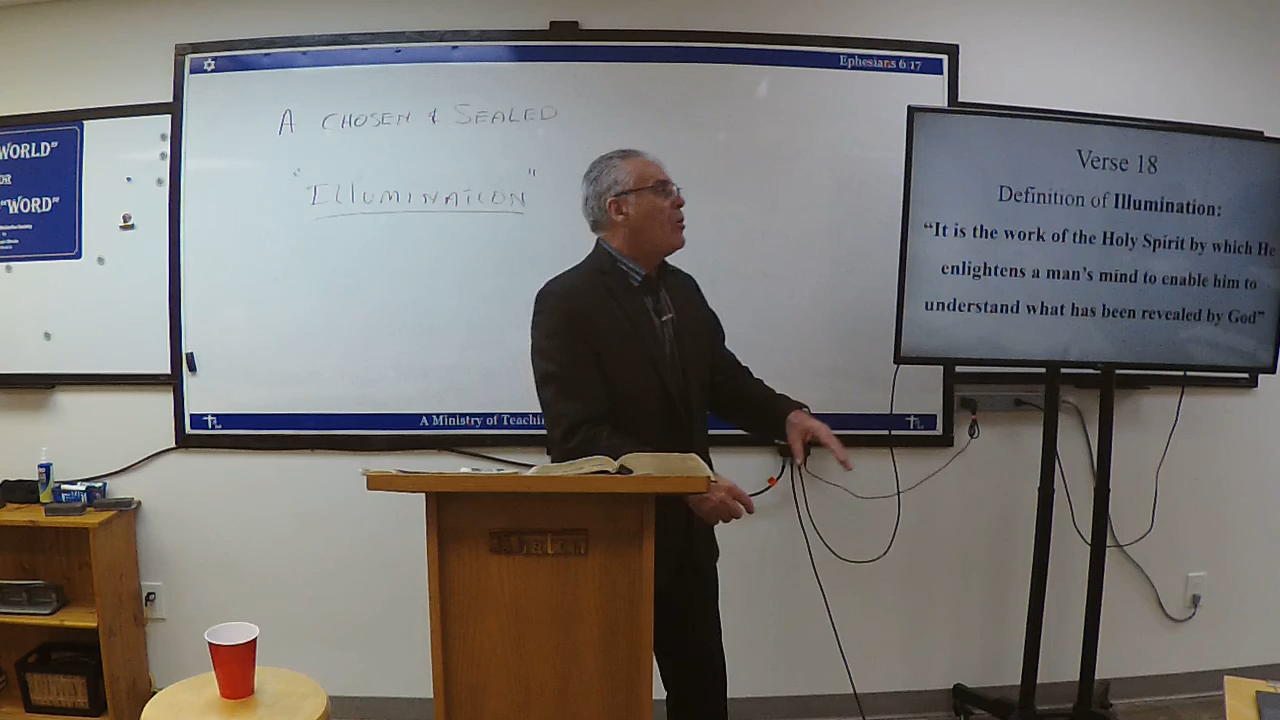 WORLD"
OR
"WORD"
Ephesians 6:17
A CHOSEN & SEALED
"ILLUMINATION"
A Ministry of Teachin
Verse 18
Definition of Illumination:
“It is the work of the Holy Spirit by which He
enlightens a man’s mind to enable him to
understand what has been revealed by God”